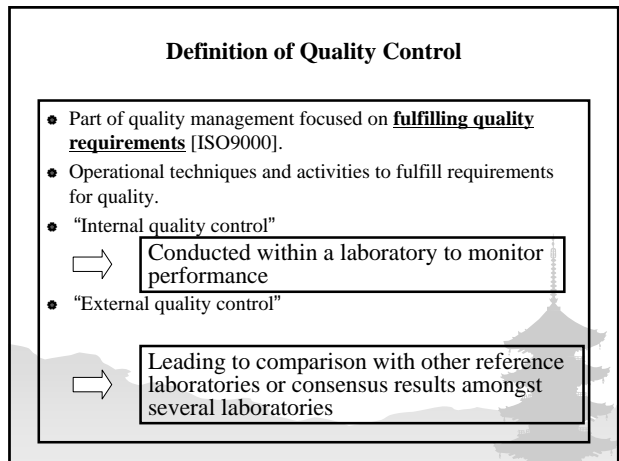 Definition of Quality Control
Part of quality management focused on fulfilling quality
requirements [ISO9000].
Operational techniques and activities to fulfill requirements
for quality.
“Internal quality control”
Conducted within a laboratory to monitor
performance
“External quality control”
Leading to comparison with other reference
laboratories or consensus results amongst
several laboratories